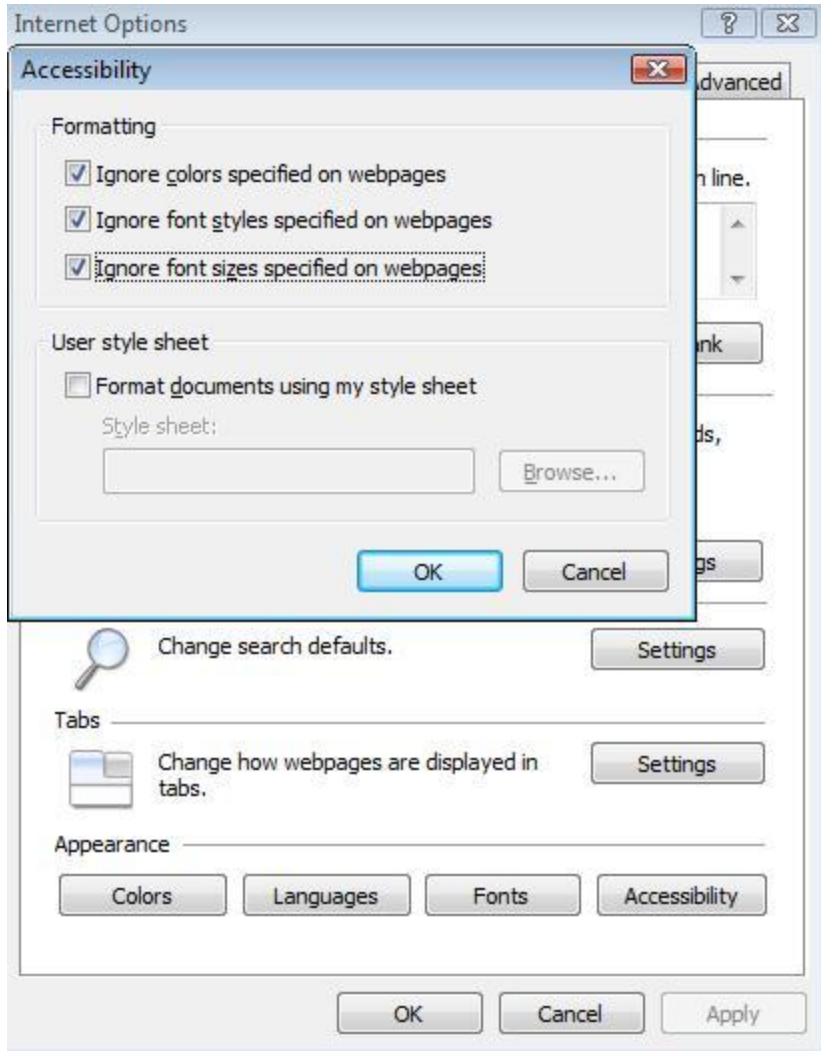 Internet Options
Accessibility
Formatting
Ignore colors specified on webpages
Ignore font styles specified on webpages
Ignore font sizes specified on webpages
User style sheet
Format documents using my style sheet
Style sheet:
Browse...
OK Cancel
dvanced
n line.
nk
ds,
gs
Change search defaults.
Settings
Tabs
Change how webpages are displayed in
tabs.
Settings
Appearance
Colors Languages Fonts Accessibility
OK Cancel Apply